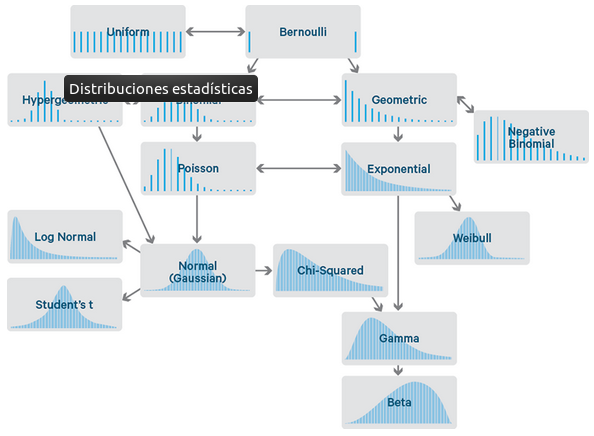 Uniform
Bernoulli
Distribuciones estadísticas
Hypergeometric
Binomial
Geometric
Negative
Binomial
Poisson
Exponential
Log Normal
Weibull
Normal
(Gaussian)
Chi-Squared
Student's t
Gamma
Beta